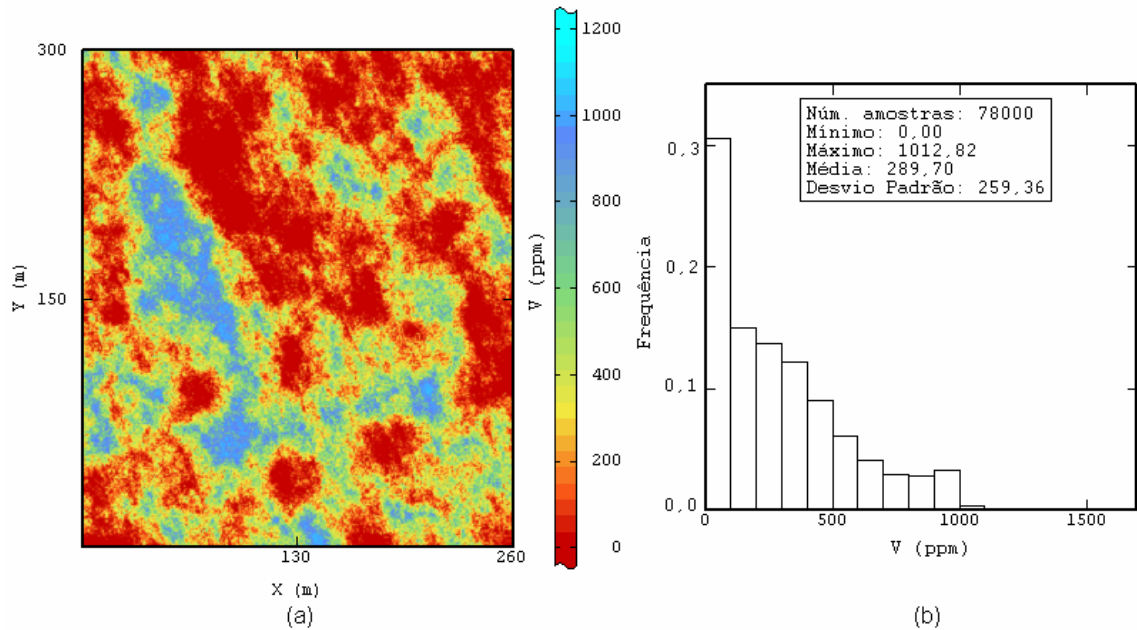 300
150
Y (m)
130
260
X (m)
(a)
1200
1000
800
600
400
200
0
V (ppm)
Núm. amostras: 78000
Mínimo: 0,00
Máximo: 1012,82
Média: 289,70
Desvio Padrão: 259,36
0,3
0,2
0,1
0,0
Frequência
0
500
1000
1500
V (ppm)
(b)